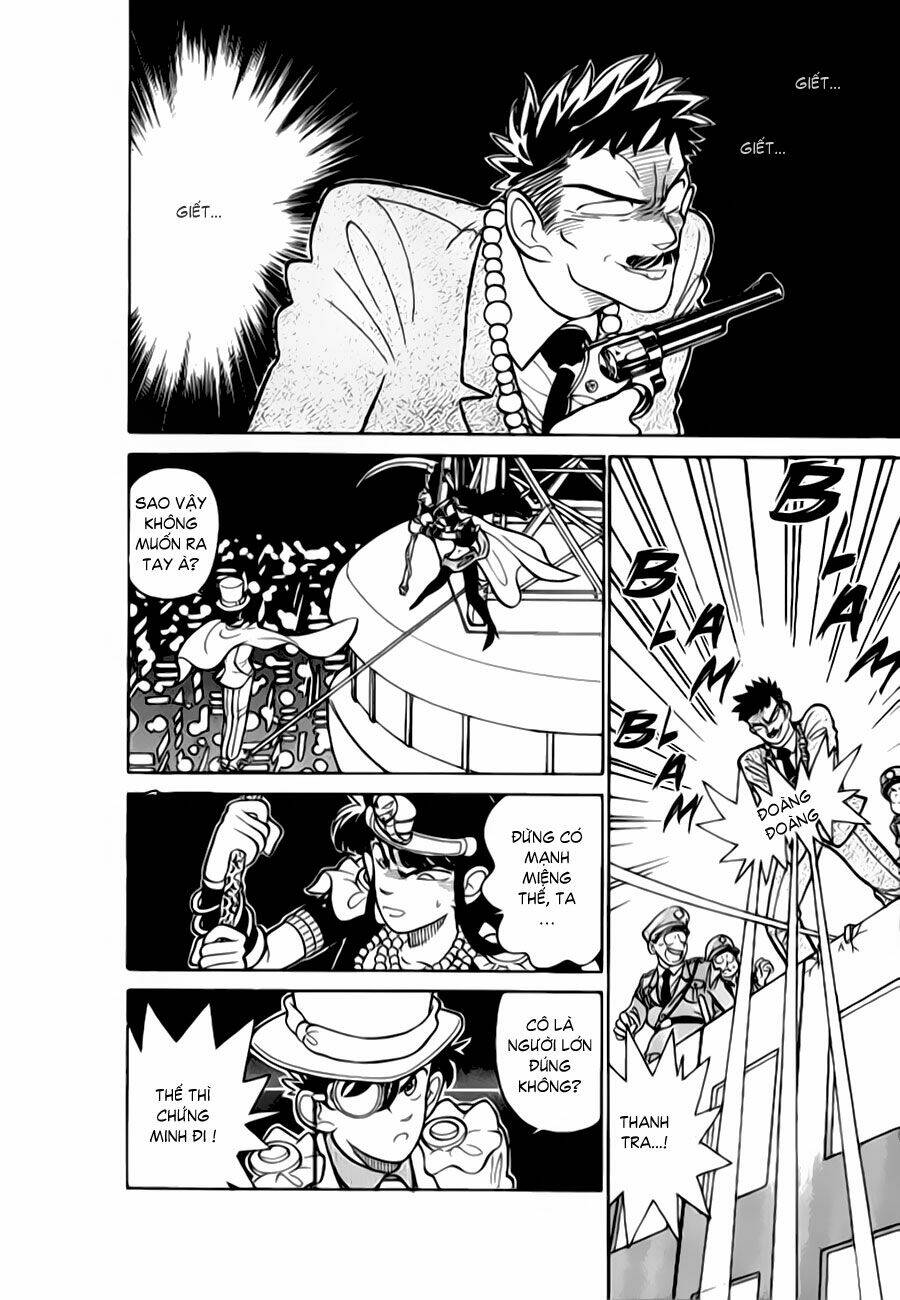 GIẾT...
GIẾT...
GIẾT...
BLAM
BLAM
BLAM
ĐOÀNG
ĐOÀNG
THANH
TRA...!
SAO VẬY
KHÔNG
MUỐN RA
TAY À?
ĐỪNG CÓ
MẠNH
MIỆNG
THẾ, TA
...
CÔ LÀ
NGƯỜI LỚN
ĐÚNG
KHÔNG?
THẾ THÌ
CHỨNG
MINH ĐI !